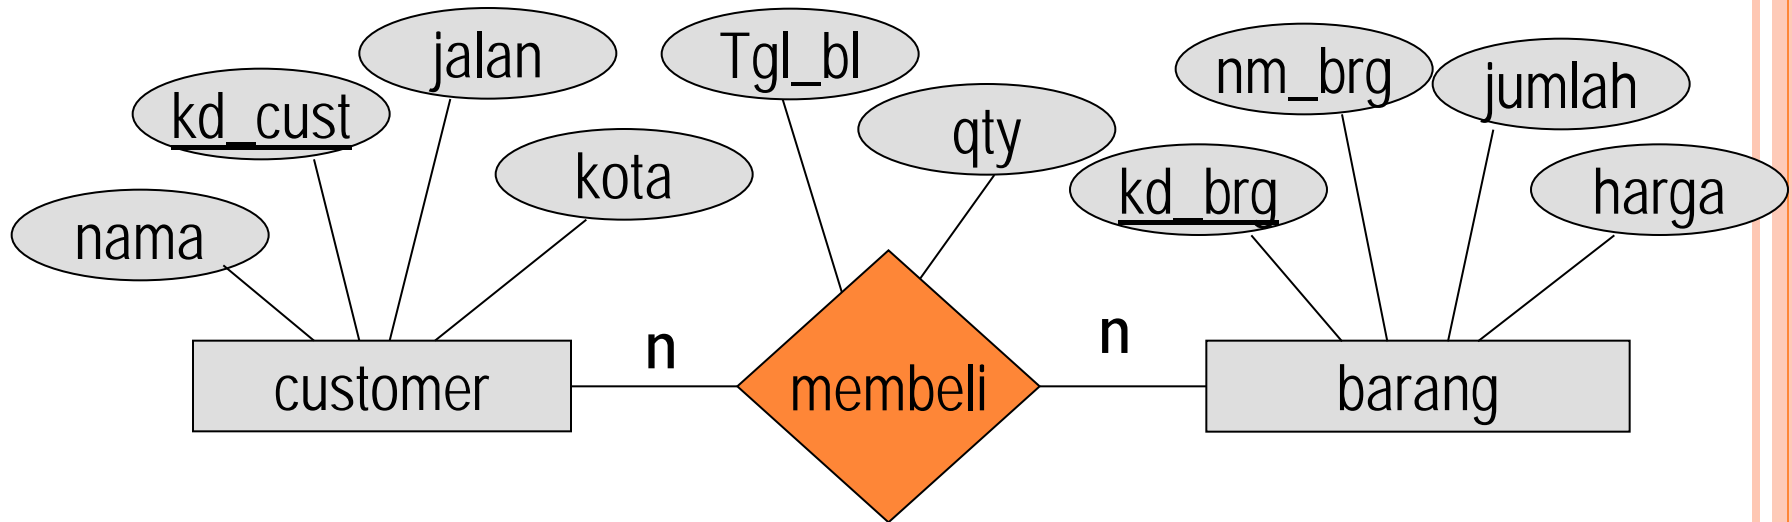 jalan
Tgl_bl
nm_brg
jumlah
kd_cust
qty
kota
kd_brg
harga
nama
n
n
customer
membeli
barang